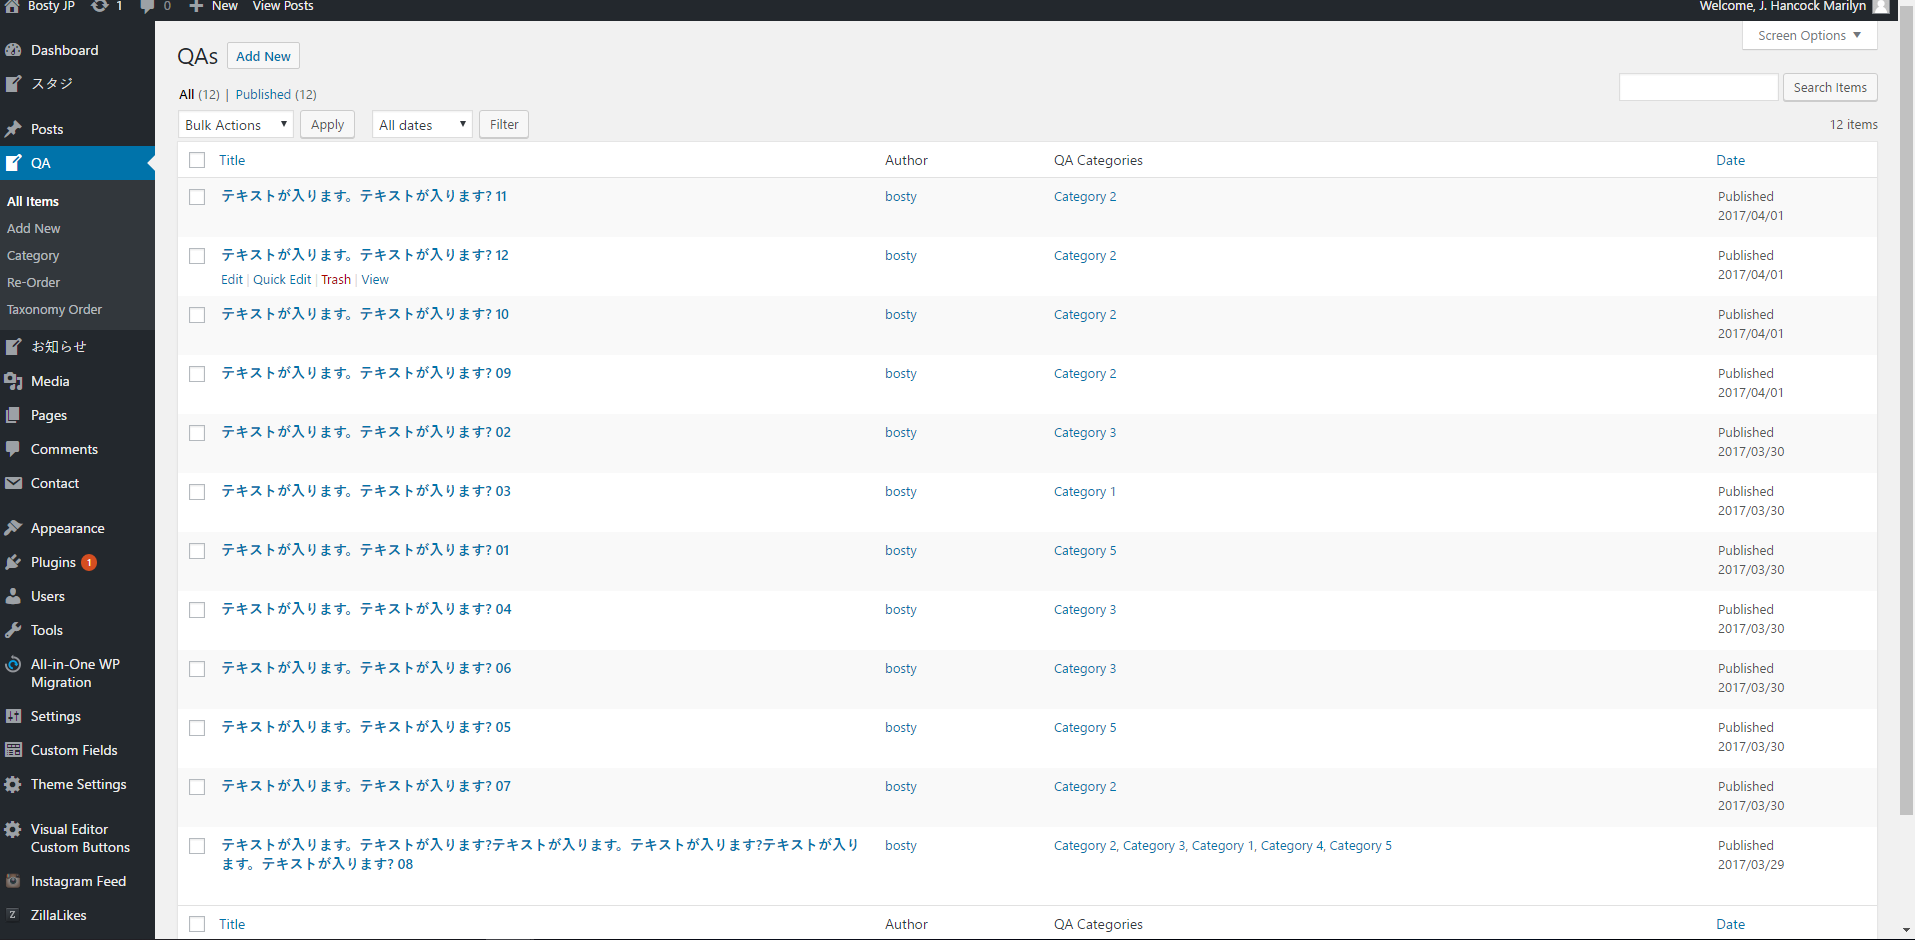 Bosty JP 1 0 New View Posts Welcome, J. Hancock Marilyn
Dashboard
スタジ
Posts
QA
All Items
Add New
Category
Re-Order
Taxonomy Order
お知らせ
Media
Pages
Comments
Contact
Appearance
Plugins 1
Users
Tools
All-in-One WP
Migration
Settings
Custom Fields
Theme Settings
Visual Editor
Custom Buttons
Instagram Feed
ZillaLikes
Screen Options
QAs Add New
All (12) | Published (12)
Search Items
Bulk Actions Apply All dates Filter 12 items
Title Author QA Categories Date
テキストが入ります。テキストが入ります? 11 bosty Category 2 Published
2017/04/01
テキストが入ります。テキストが入ります? 12 bosty Category 2 Published
Edit | Quick Edit | Trash | View 2017/04/01
テキストが入ります。テキストが入ります? 10 bosty Category 2 Published
2017/04/01
テキストが入ります。テキストが入ります? 09 bosty Category 2 Published
2017/04/01
テキストが入ります。テキストが入ります? 02 bosty Category 3 Published
2017/03/30
テキストが入ります。テキストが入ります? 03 bosty Category 1 Published
2017/03/30
テキストが入ります。テキストが入ります? 01 bosty Category 5 Published
2017/03/30
テキストが入ります。テキストが入ります? 04 bosty Category 3 Published
2017/03/30
テキストが入ります。テキストが入ります? 06 bosty Category 3 Published
2017/03/30
テキストが入ります。テキストが入ります? 05 bosty Category 5 Published
2017/03/30
テキストが入ります。テキストが入ります? 07 bosty Category 2 Published
2017/03/30
テキストが入ります。テキストが入ります?テキストが入ります。テキストが入ります?テキストが入り bosty Category 2, Category 3, Category 1, Category 4, Category 5 Published
ます。テキストが入ります? 08 2017/03/29
Title Author QA Categories Date